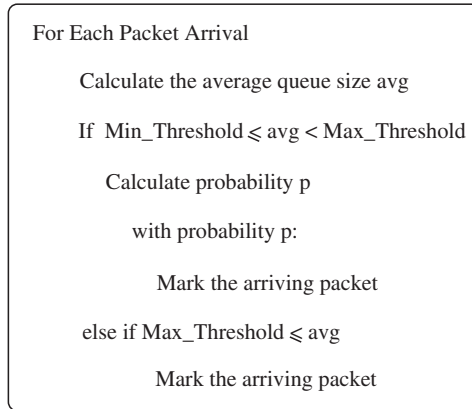 For Each Packet Arrival
Calculate the average queue size avg
If Min_Threshold ⩽ avg < Max_Threshold
Calculate probability p
with probability p:
Mark the arriving packet
else if Max_Threshold ⩽ avg
Mark the arriving packet